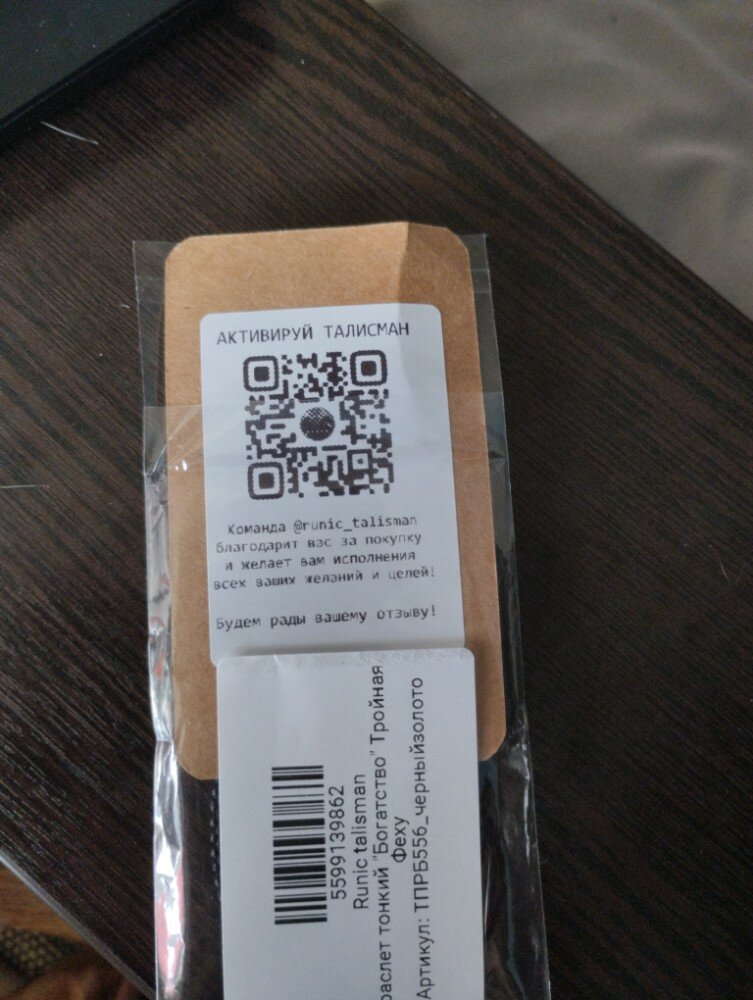 АКТИВИРУЙ ТАЛИСМАН
Команда @runic_talisman
благодарит вас за покупку
и желает вам исполнения
всех ваших желаний и целей!
Будем рады вашему отзыву!
5599139862
Runic talisman
раслет тонкий "Богатство" Тройная
Феху
Артикул: ТПРБ556_черныйзолото